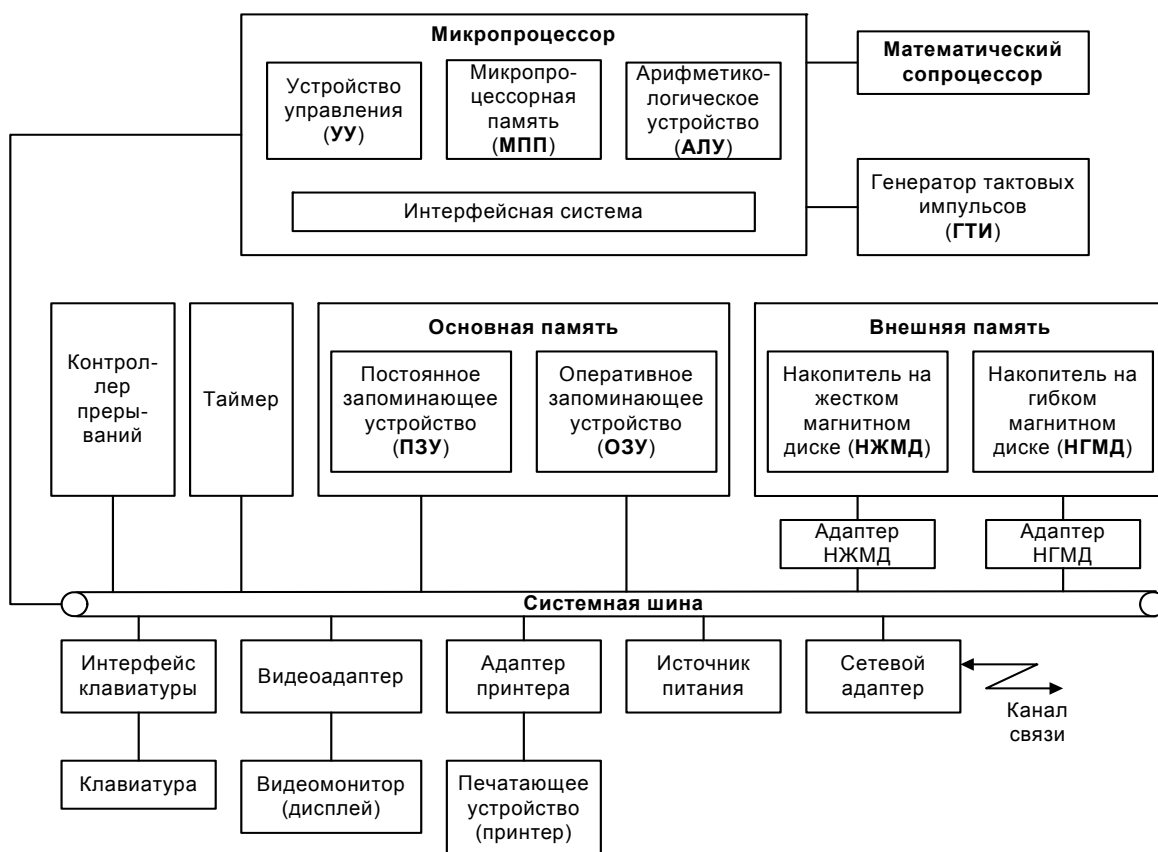 Микропроцессор
Устройство
управления
(УУ)
Микропро-
цессорная
память
(МПП)
Арифметико-
логическое
устройство
(АЛУ)
Интерфейсная система
Математический
сопроцессор
Генератор тактовых
импульсов
(ГТИ)
Контрол-
лер
преры-
ваний
Таймер
Основная память
Постоянное
запоминающее
устройство
(ПЗУ)
Оперативное
запоминающее
устройство
(ОЗУ)
Внешняя память
Накопитель на
жестком
магнитном
диске (НЖМД)
Накопитель на
гибком
магнитном
диске (НГМД)
Адаптер
НЖМД
Адаптер
НГМД
Системная шина
Интерфейс
клавиатуры
Видеоадаптер
Адаптер
принтера
Источник
питания
Сетевой
адаптер
Канал
связи
Клавиатура
Видеомонитор
(дисплей)
Печатающее
устройство
(принтер)